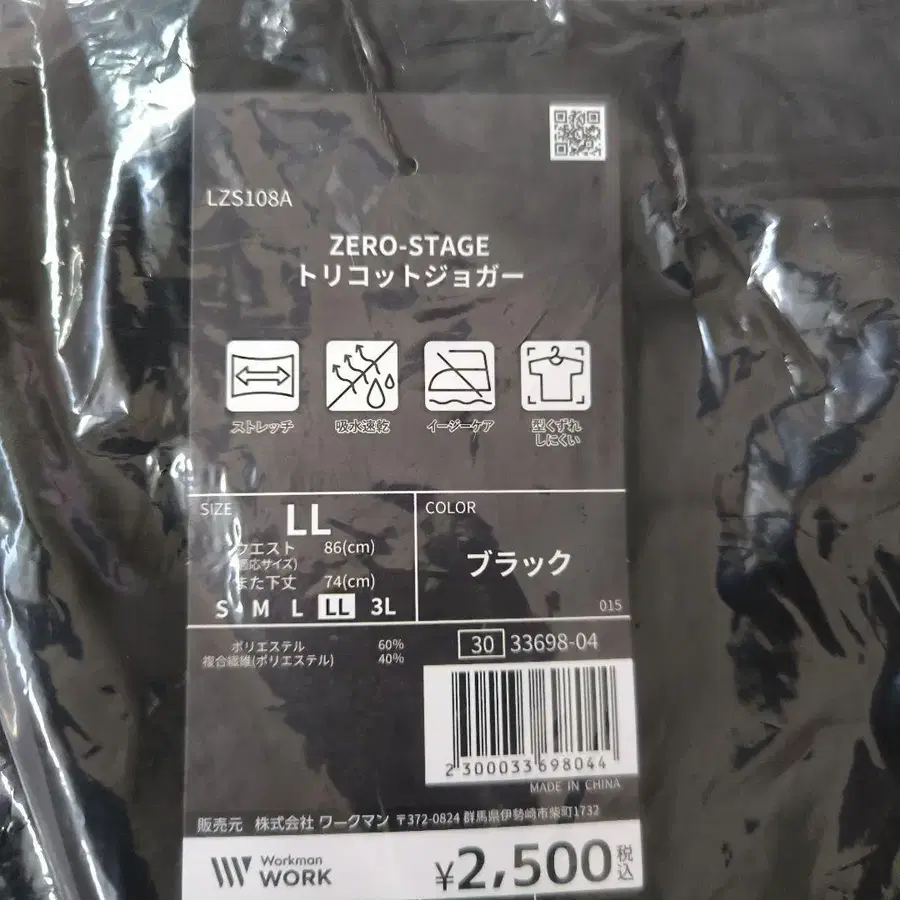 LZS108A
ZERO-STAGE
トリコットジョガー
ストレッチ
吸水速乾
イージーケア
型くずれ
しにくい
SIZE
LL
ウエスト 86(cm)
(適応サイズ)
また下丈 74(cm)
S M L LL 3L
COLOR
ブラック
015
ポリエステル 60%
複合繊維(ポリエステル) 40%
30 33698-04
2300033698044
MADE IN CHINA
販売元 株式会社 ワークマン 〒372-0824 群馬県伊勢崎市柴町1732
Workman
WORK
¥2,500税込